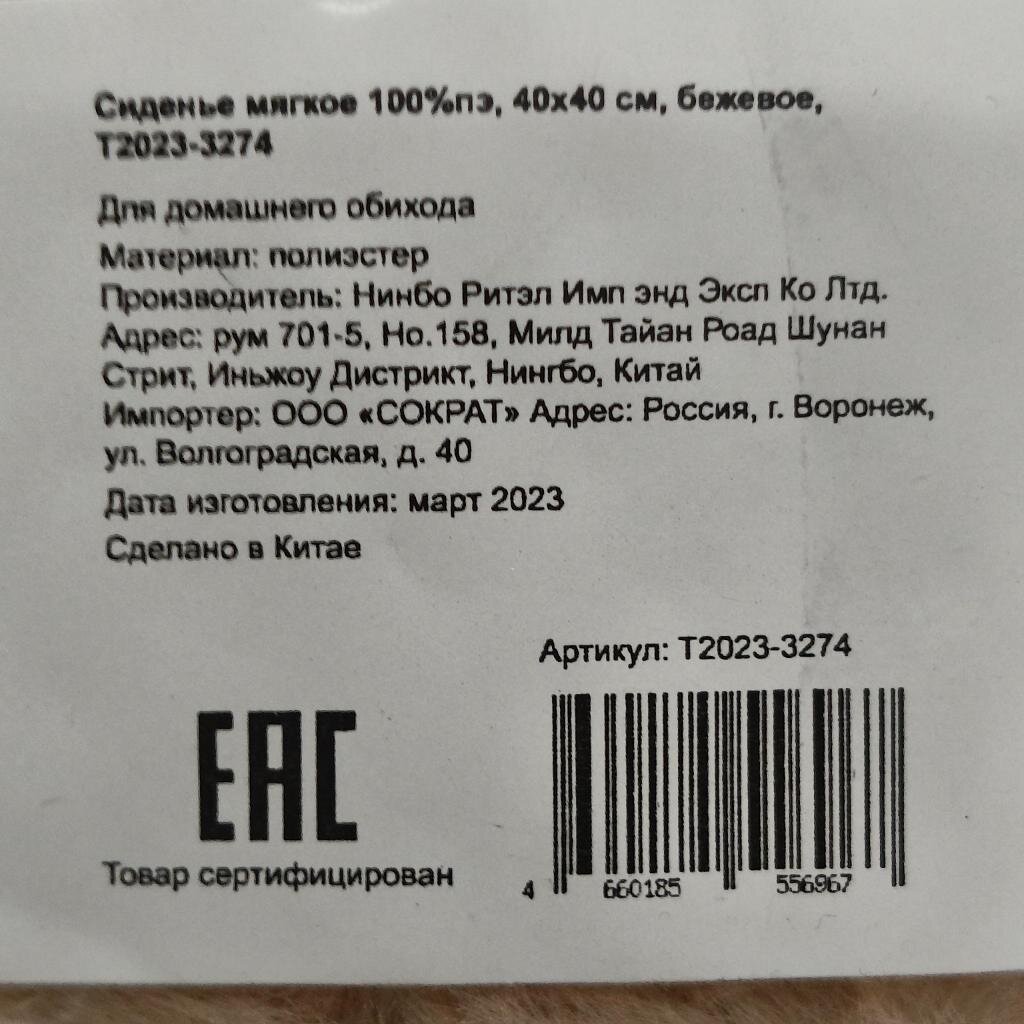 Сиденье мягкое 100%пэ, 40х40 см, бежевое,
Т2023-3274
Для домашнего обихода
Материал: полиэстер
Производитель: Нинбо Ритэл Имп энд Эксп Ко Лтд.
Адрес: рум 701-5, Но.158, Милд Тайан Роад Шунан
Стрит, Иньжоу Дистрикт, Нингбо, Китай
Импортер: ООО «СОКРАТ» Адрес: Россия, г. Воронеж,
ул. Волгоградская, д. 40
Дата изготовления: март 2023
Сделано в Китае
Артикул: Т2023-3274
ЕАС
Товар сертифицирован
4 660185 556967